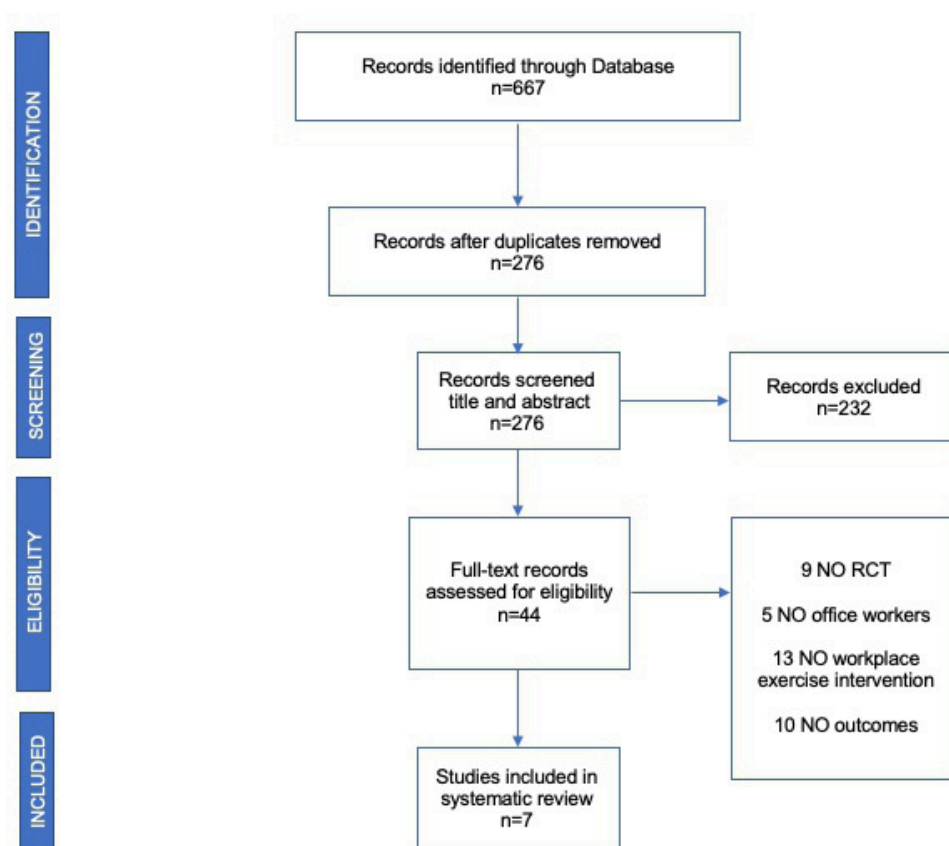 IDENTIFICATION
Records identified through Database
n=667
Records after duplicates removed
n=276
SCREENING
Records screened
title and abstract
n=276
Records excluded
n=232
ELIGIBILITY
Full-text records
assessed for eligibility
n=44
9 NO RCT
5 NO office workers
13 NO workplace
exercise intervention
10 NO outcomes
INCLUDED
Studies included in
systematic review
n=7